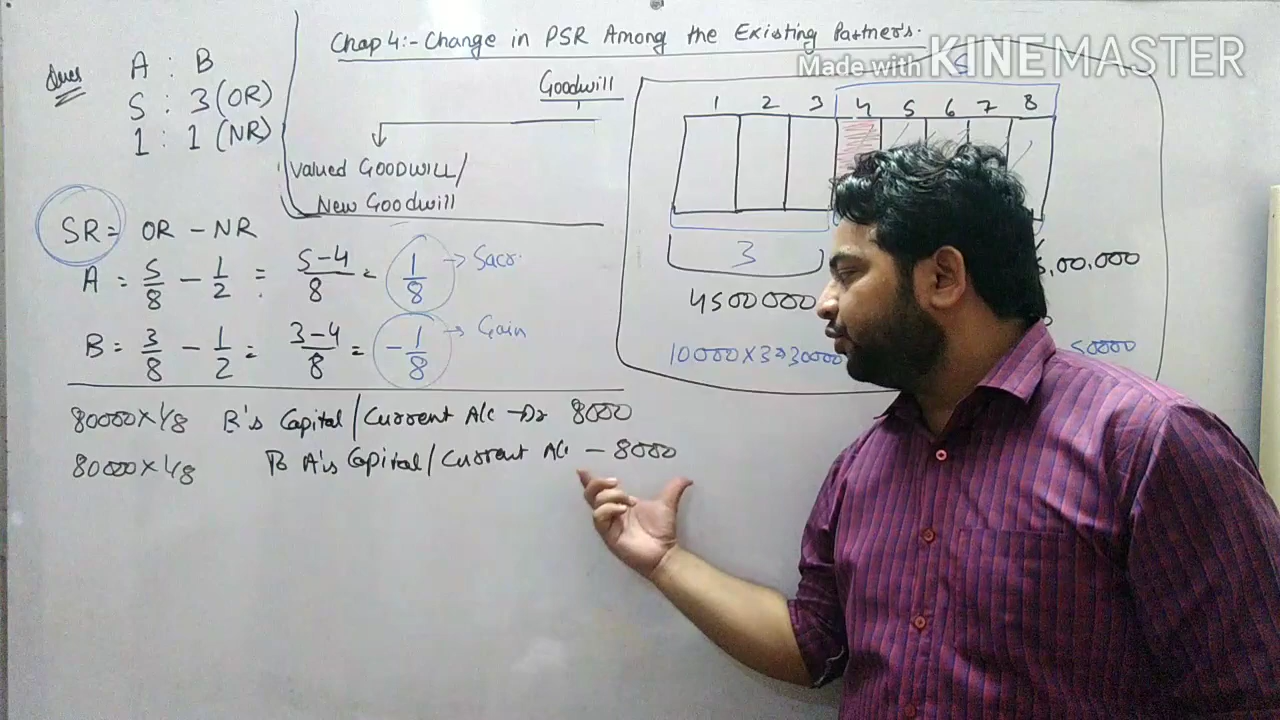 Chap 4:- Change in PSR Among the Existing Partner's.
Made with KINEMASTER
Ques
A : B
5 : 3 (OR)
1 : 1 (NR)
Goodwill
Valued GOODWILL/
New Goodwill
1 2 3 4 5 6 7 8
3
4500000
10000×3=30000
50000
SR = OR - NR
A = 5/8 - 1/2 = 5-4/8 = 1/8 → Sacr.
B = 3/8 - 1/2 = 3-4/8 = -1/8 → Gain
80000×1/8 B's Capital/Current A/c - Dr 8000
80000×1/8 To A's Capital/Current A/c - 8000